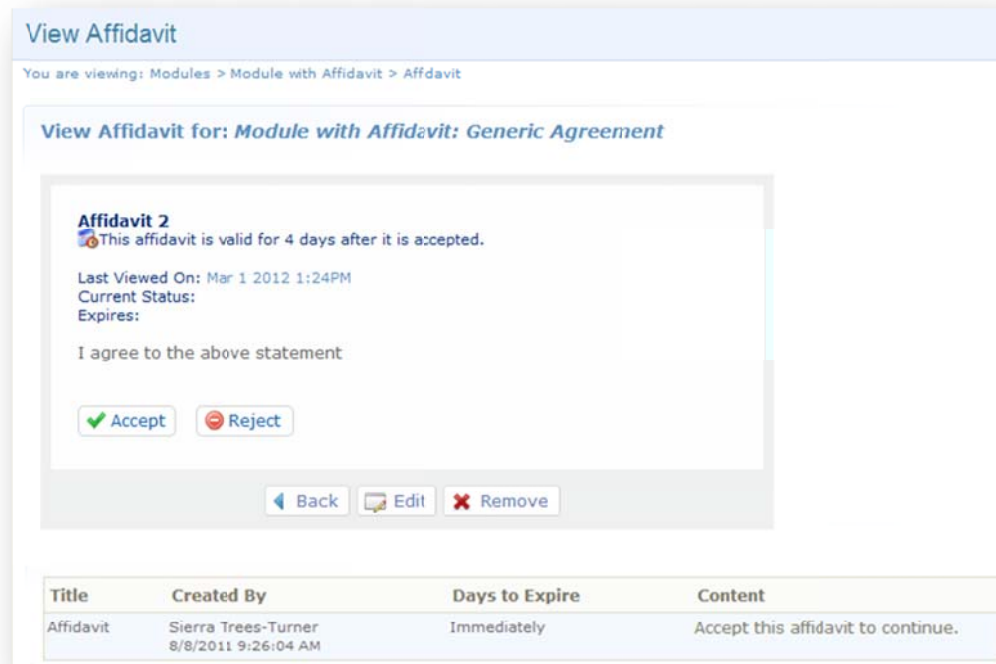 View Affidavit
You are viewing: Modules > Module with Affidavit > Affdavit
View Affidavit for: Module with Affidavit: Generic Agreement
Affidavit 2
This affidavit is valid for 4 days after it is accepted.
Last Viewed On: Mar 1 2012 1:24PM
Current Status:
Expires:
I agree to the above statement
Accept Reject
Back Edit Remove
Title Created By Days to Expire Content
Affidavit Sierra Trees-Turner Immediately Accept this affidavit to continue.
8/8/2011 9:26:04 AM